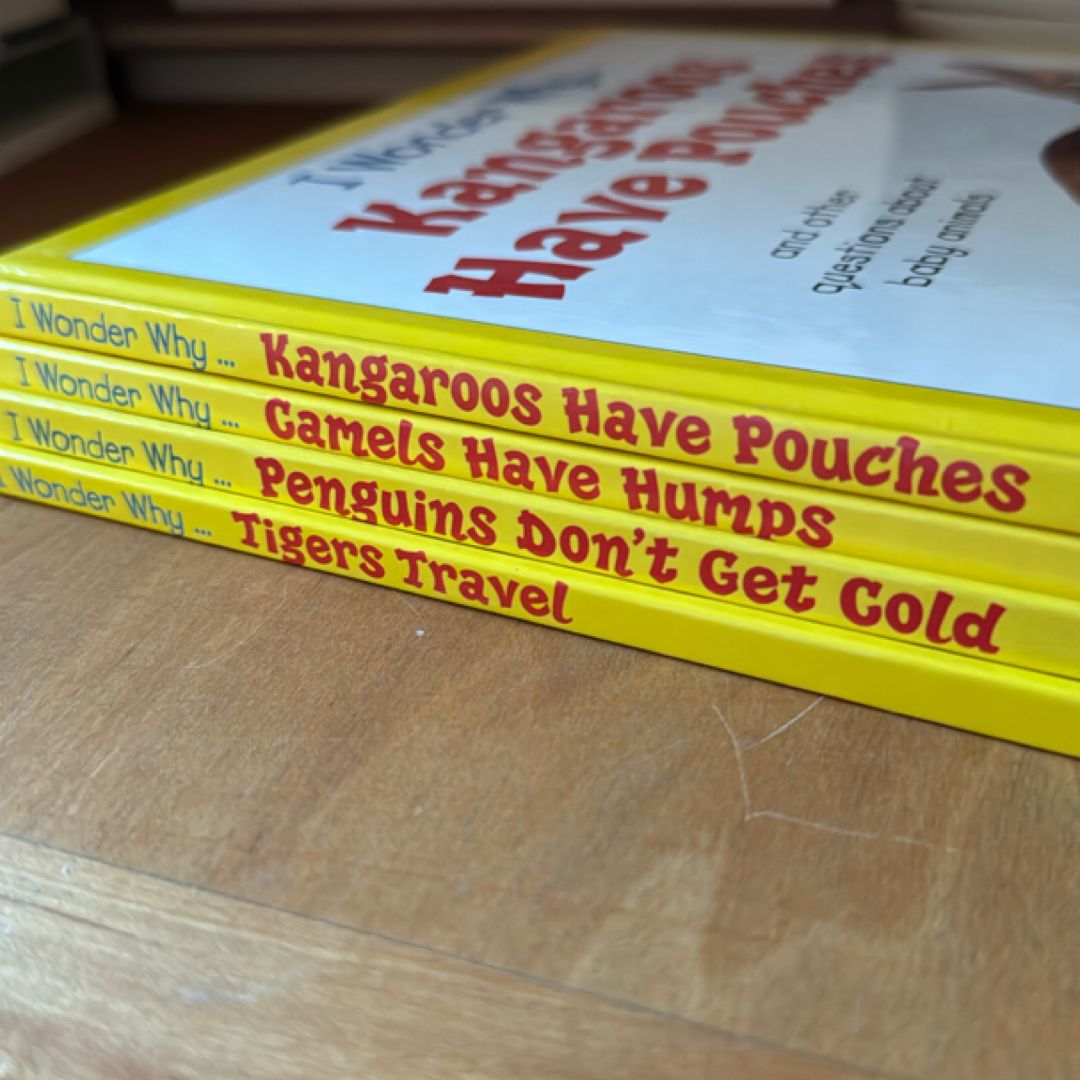 I Wonder Why
Kangaroos
Have Pouches
and other
questions about
baby animals
I Wonder Why ... Kangaroos Have Pouches
I Wonder Why ... Camels Have Humps
I Wonder Why ... Penguins Don't Get Cold
I Wonder Why ... Tigers Travel